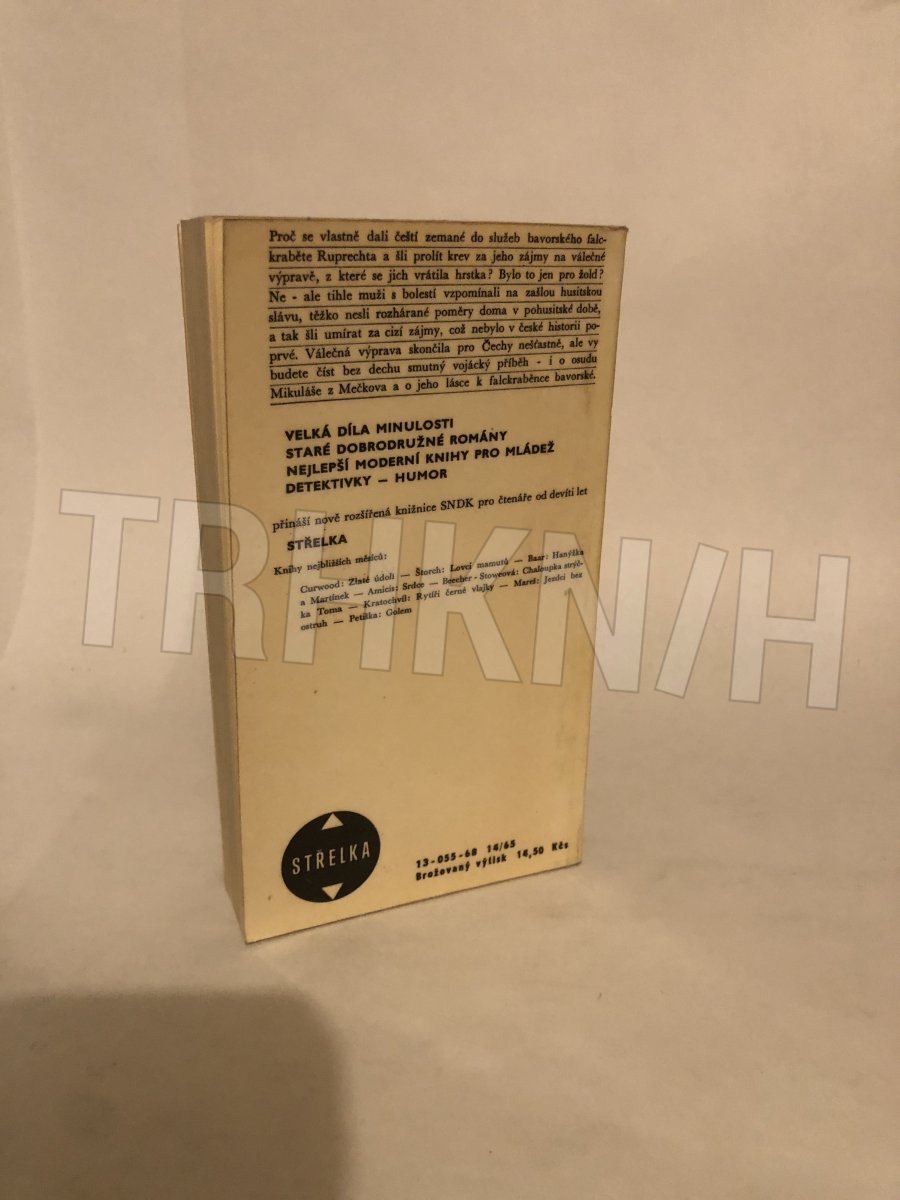 Proč se vlastně dali čeští zemané do služeb bavorského falc-
kraběte Ruprechta a šli prolít krev za jeho zájmy na válečné
výpravě, z které se jich vrátila hrstka? Bylo to jen pro žold?
Ne - ale tihle muži s bolestí vzpomínali na zašlou husitskou
slávu, těžko nesli rozhárané poměry doma v pohusitské době,
a tak šli umírat za cizí zájmy, což nebylo v české historii po-
prvé. Válečná výprava skončila pro Čechy nešťastně, ale vy
budete číst bez dechu smutný vojácký příběh - i o osudu
Mikuláše z Mečkova a o jeho lásce k falckraběnce bavorské.
VELKÁ DÍLA MINULOSTI
STARÉ DOBRODRUŽNÉ ROMÁNY
NEJLEPŠÍ MODERNÍ KNIHY PRO MLÁDEŽ
DETEKTIVKY — HUMOR
přináší nově rozšířená knižnice SNDK pro čtenáře od devíti let
STŘELKA
Knihy nejbližších měsíců:
Curwood: Zlaté údolí — Štorch: Lovci mamutů — Baar: Hanýžka
a Martínek — Amicis: Srdce — Beecher-Stoweová: Chaloupka strýč-
ka Toma — Kratochvíl: Rytíři černé vlajky — Mareš: Jezdci bez
ostruh — Petiška: Golem
TRHKNIH
STŘELKA
13-055-68 14/65
Brožovaný výtisk 14,50 Kčs